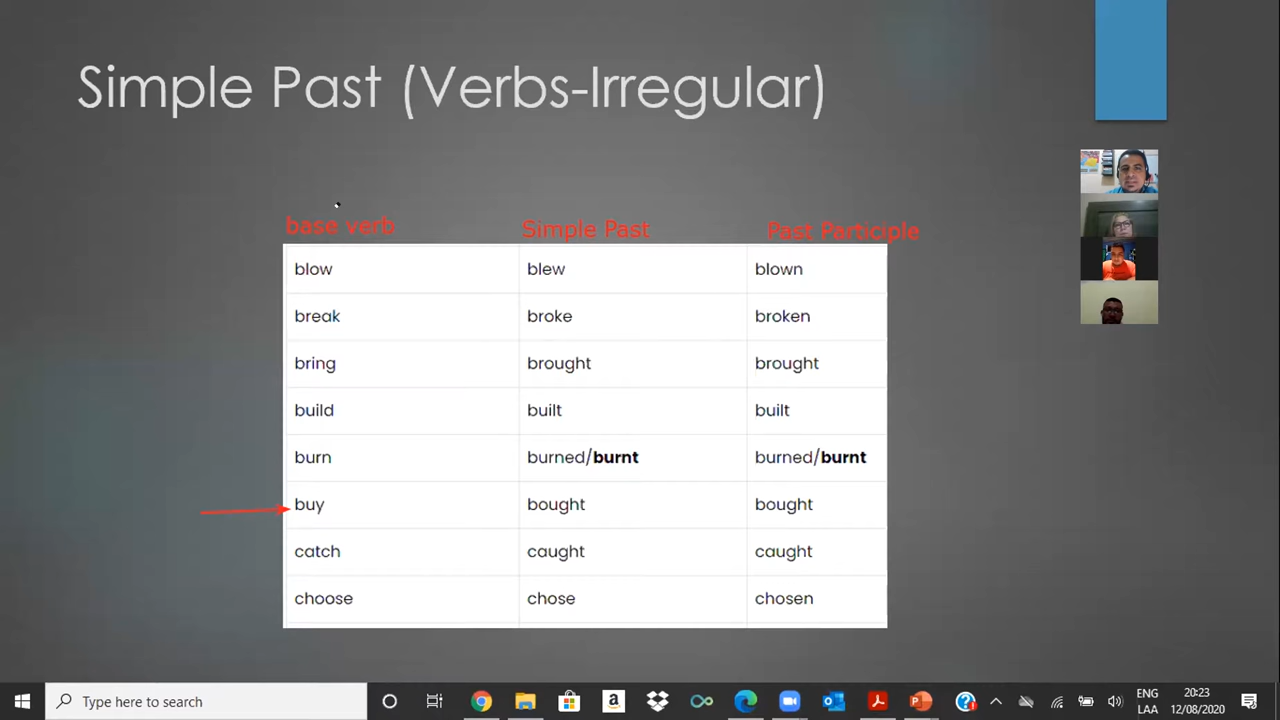 Simple Past (Verbs-Irregular)
base verb Simple Past Past Participle
blow blew blown
break broke broken
bring brought brought
build built built
burn burned/burnt burned/burnt
buy bought bought
catch caught caught
choose chose chosen
Type here to search
ENG 20:23
LAA 12/08/2020